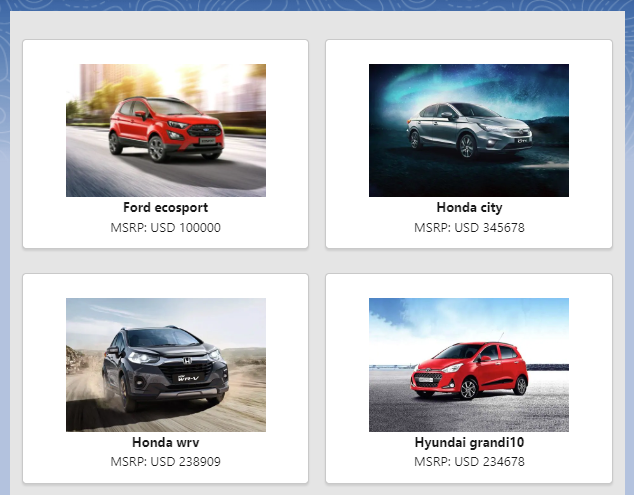 Ford ecosport
MSRP: USD 100000
Honda city
MSRP: USD 345678
WR-V
Honda wrv
MSRP: USD 238909
Hyundai grandi10
MSRP: USD 234678